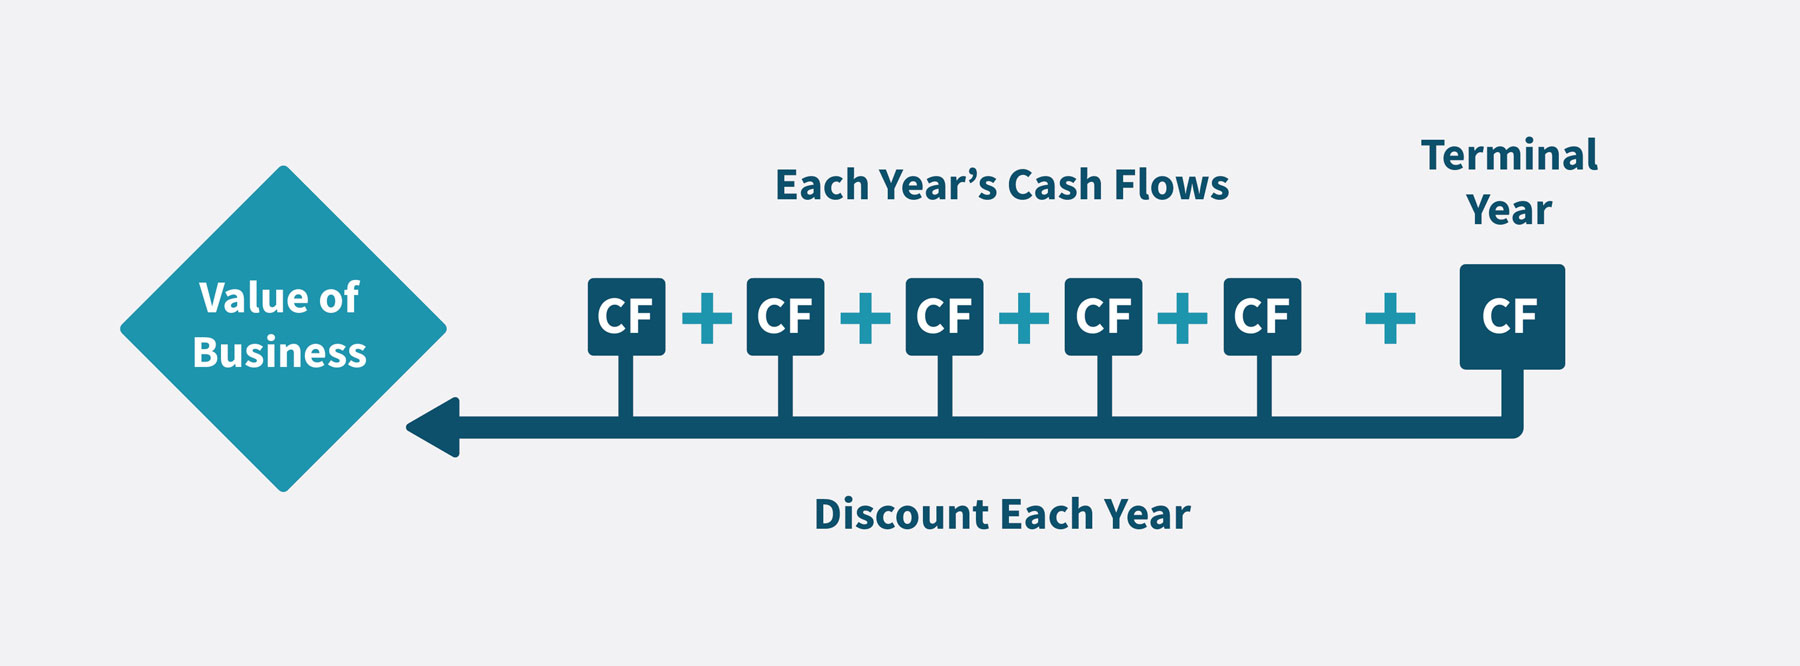 Value of
Business
Each Year’s Cash Flows
Terminal
Year
CF + CF + CF + CF + CF + CF
Discount Each Year